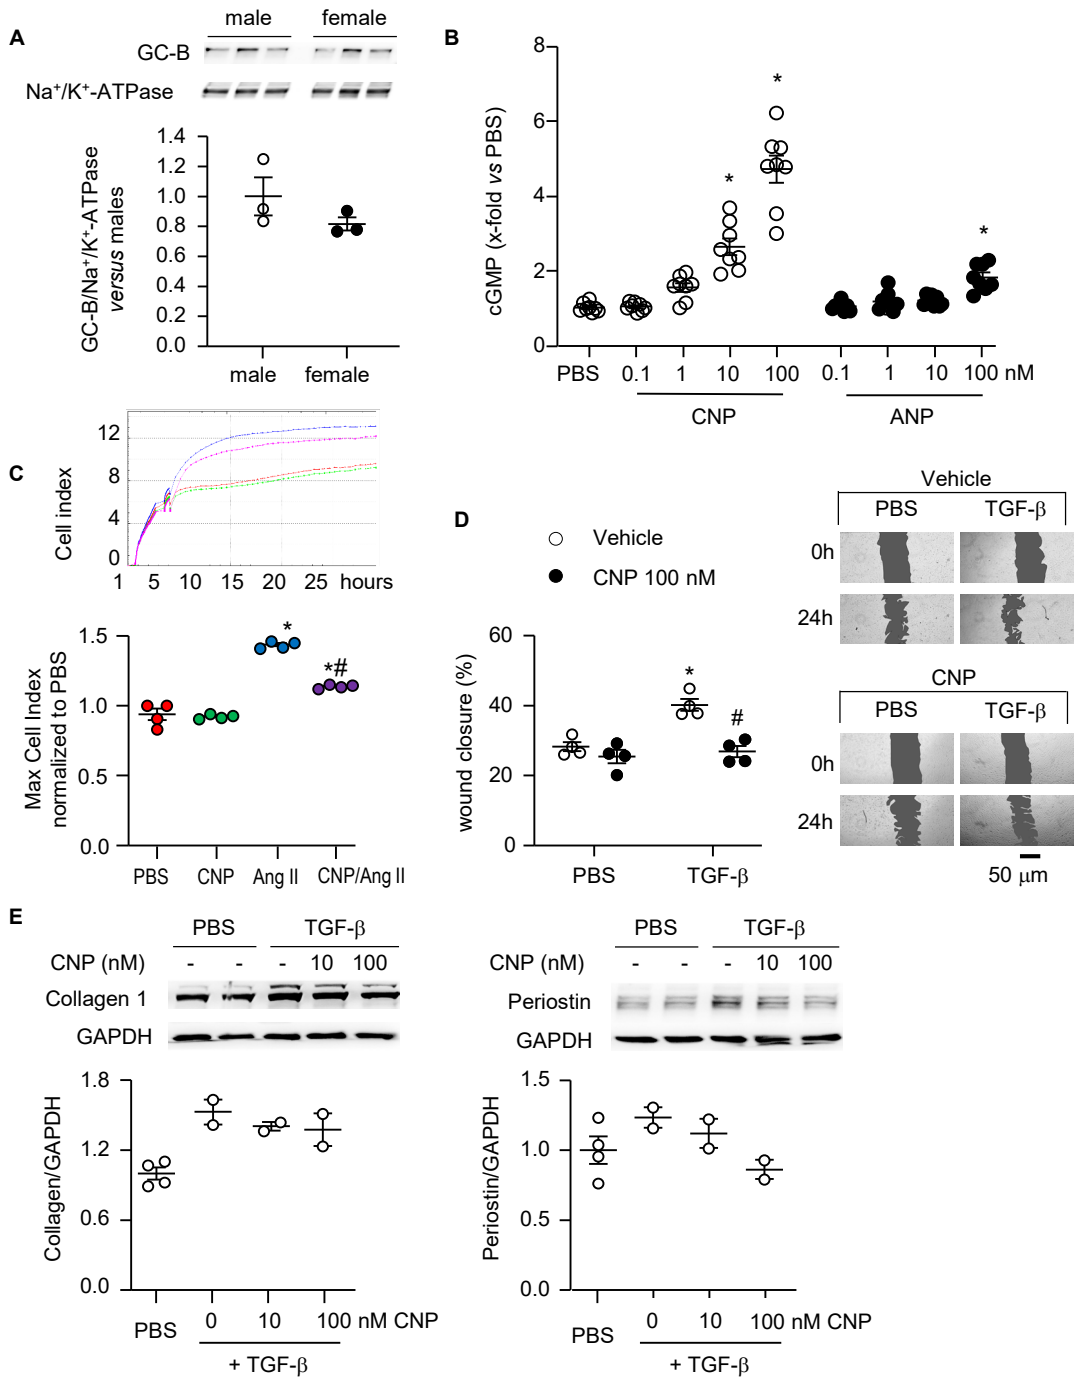 A
male female
GC-B
Na⁺/K⁺-ATPase
GC-B/Na⁺/K⁺-ATPase
versus males
1.4
1.2
1.0
0.8
0.6
0.4
0.2
0.0
male female
B
cGMP (x-fold vs PBS)
8
6
4
2
0
* * * *
PBS 0.1 1 10 100 0.1 1 10 100 nM
CNP ANP
C
Cell index
12
8
4
0
1 5 10 15 20 25 hours
Max Cell Index
normalized to PBS
1.5
1.0
0.5
0.0
*
*#
PBS CNP Ang II CNP/Ang II
D
Vehicle
CNP 100 nM
wound closure (%)
60
40
20
0
*
#
PBS TGF-β
Vehicle
PBS TGF-β
0h
24h
CNP
PBS TGF-β
0h
24h
50 μm
E
PBS TGF-β
CNP (nM) - - - 10 100
Collagen 1
GAPDH
Collagen/GAPDH
1.8
1.2
0.6
0.0
PBS 0 10 100 nM CNP
+ TGF-β
PBS TGF-β
CNP (nM) - - - 10 100
Periostin
GAPDH
Periostin/GAPDH
1.5
1.0
0.5
0.0
PBS 0 10 100 nM CNP
+ TGF-β